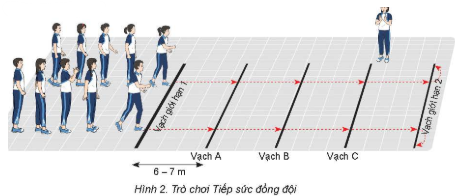 Vạch giới hạn 1
Vạch giới hạn 2
Vạch A
Vạch B
Vạch C
6 – 7 m
Hình 2. Trò chơi Tiếp sức đồng đội